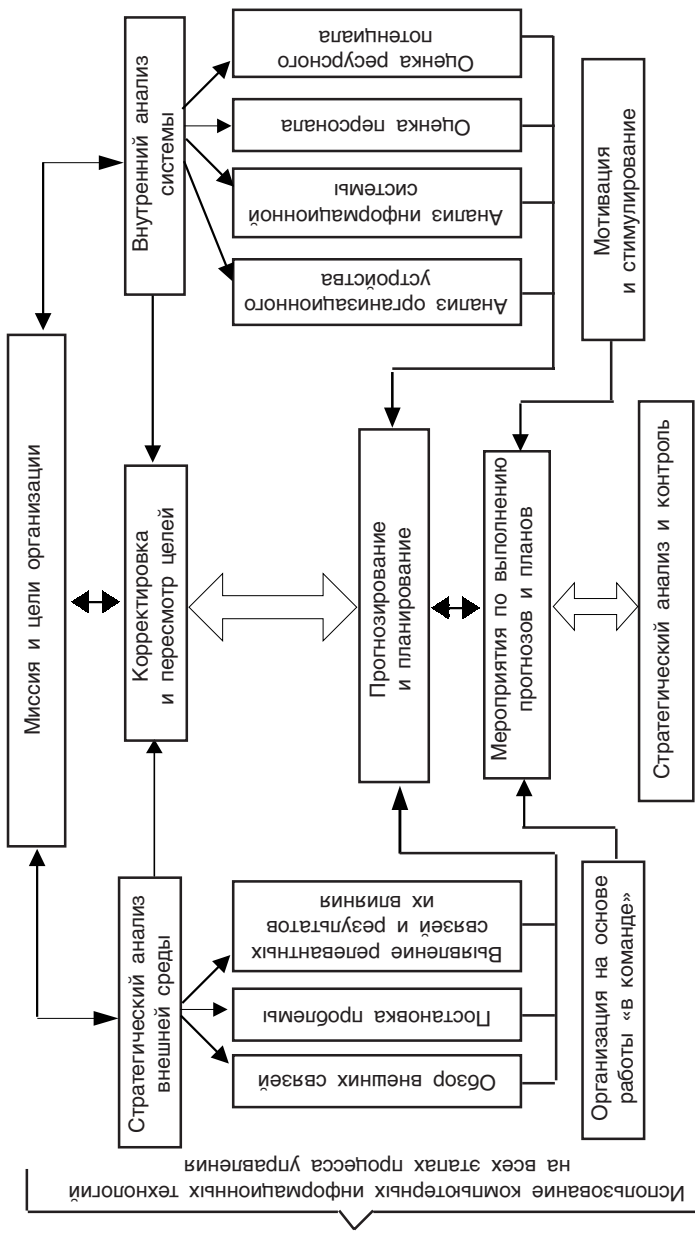 Миссия и цели организации
Стратегический анализ
внешней среды
Корректировка
и пересмотр целей
Внутренний анализ
системы
Обзор внешних связей
Постановка проблемы
Выявление релевантных
связей и результатов
их влияния
Анализ организационного
устройства
Анализ информационной
системы
Оценка персонала
Оценка ресурсного
потенциала
Прогнозирование
и планирование
Организация на основе
работы «в команде»
Мероприятия по выполнению
прогнозов и планов
Мотивация
и стимулирование
Стратегический анализ и контроль
Использование компьютерных информационных технологий
на всех этапах процесса управления